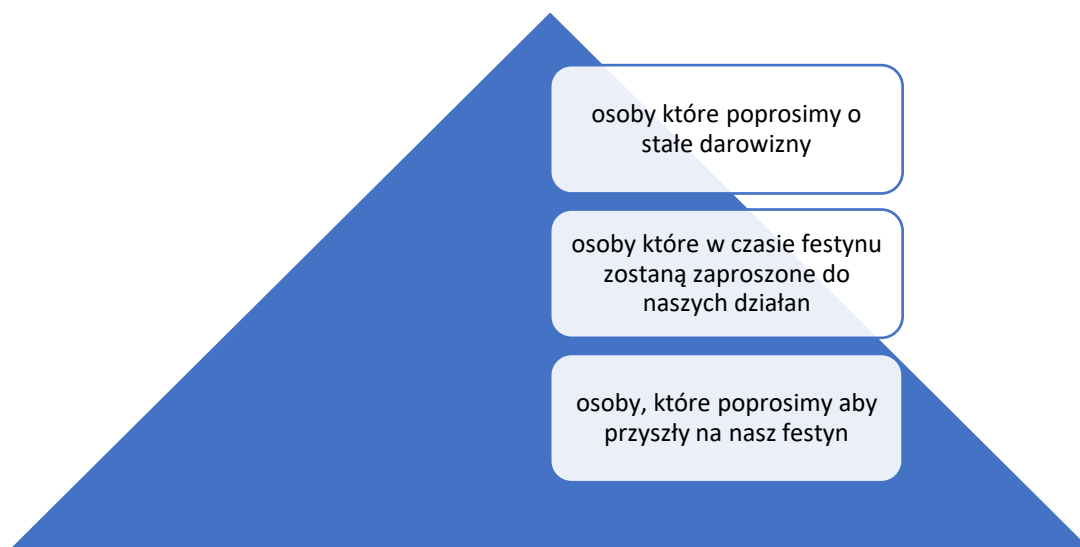 osoby które poprosimy o
stałe darowizny
osoby które w czasie festynu
zostaną zaproszone do
naszych działan
osoby, które poprosimy aby
przyszły na nasz festyn